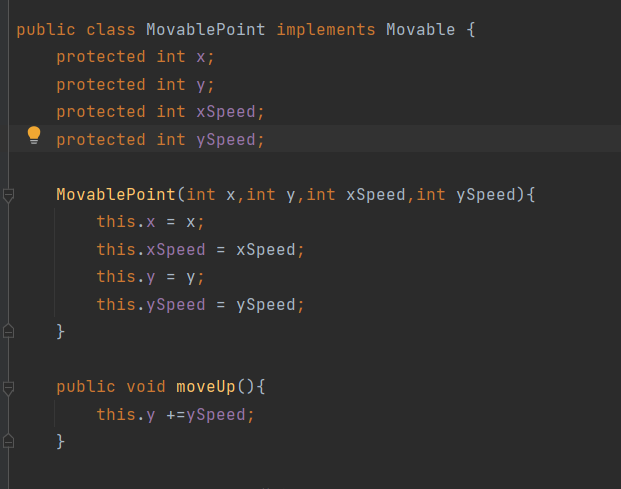 public class MovablePoint implements Movable {
    protected int x;
    protected int y;
    protected int xSpeed;
    protected int ySpeed;
    MovablePoint(int x,int y,int xSpeed,int ySpeed){
        this.x = x;
        this.xSpeed = xSpeed;
        this.y = y;
        this.ySpeed = ySpeed;
    }
    public void moveUp(){
        this.y +=ySpeed;
    }